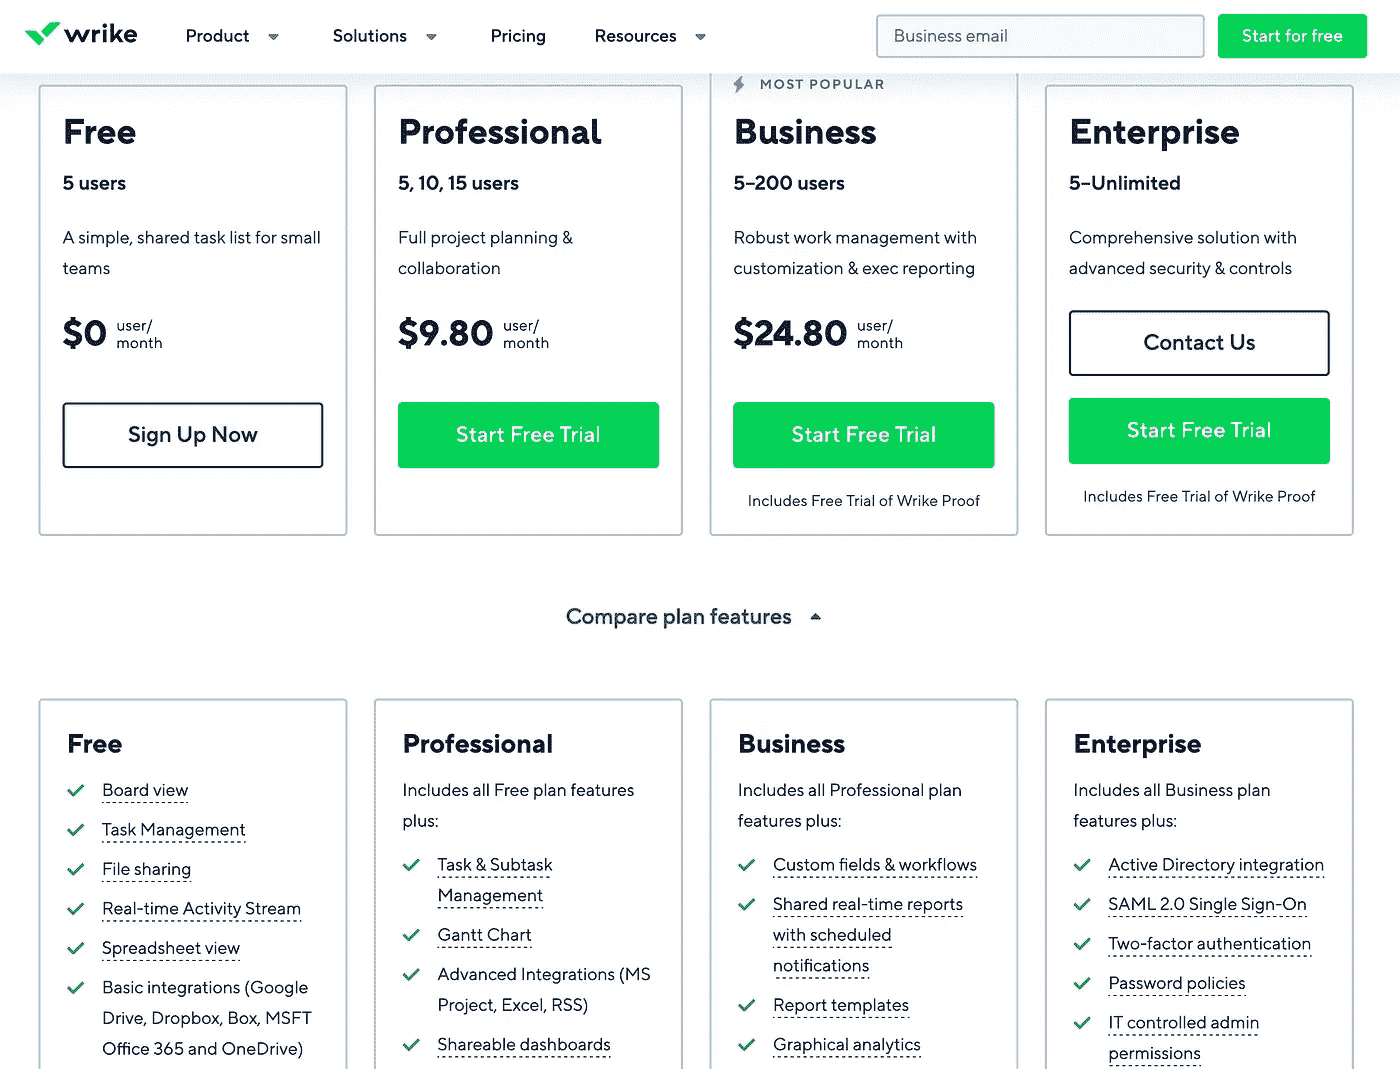 wrike
Product
Solutions
Pricing
Resources
Business email
Start for free
Free
5 users
A simple, shared task list for small
teams
$0 user/
month
Sign Up Now
Professional
5, 10, 15 users
Full project planning &
collaboration
$9.80 user/
month
Start Free Trial
MOST POPULAR
Business
5–200 users
Robust work management with
customization & exec reporting
$24.80 user/
month
Start Free Trial
Includes Free Trial of Wrike Proof
Enterprise
5–Unlimited
Comprehensive solution with
advanced security & controls
Contact Us
Start Free Trial
Includes Free Trial of Wrike Proof
Compare plan features
Free
Board view
Task Management
File sharing
Real-time Activity Stream
Spreadsheet view
Basic integrations (Google
Drive, Dropbox, Box, MSFT
Office 365 and OneDrive)
Professional
Includes all Free plan features
plus:
Task & Subtask
Management
Gantt Chart
Advanced Integrations (MS
Project, Excel, RSS)
Shareable dashboards
Business
Includes all Professional plan
features plus:
Custom fields & workflows
Shared real-time reports
with scheduled
notifications
Report templates
Graphical analytics
Enterprise
Includes all Business plan
features plus:
Active Directory integration
SAML 2.0 Single Sign-On
Two-factor authentication
Password policies
IT controlled admin
permissions